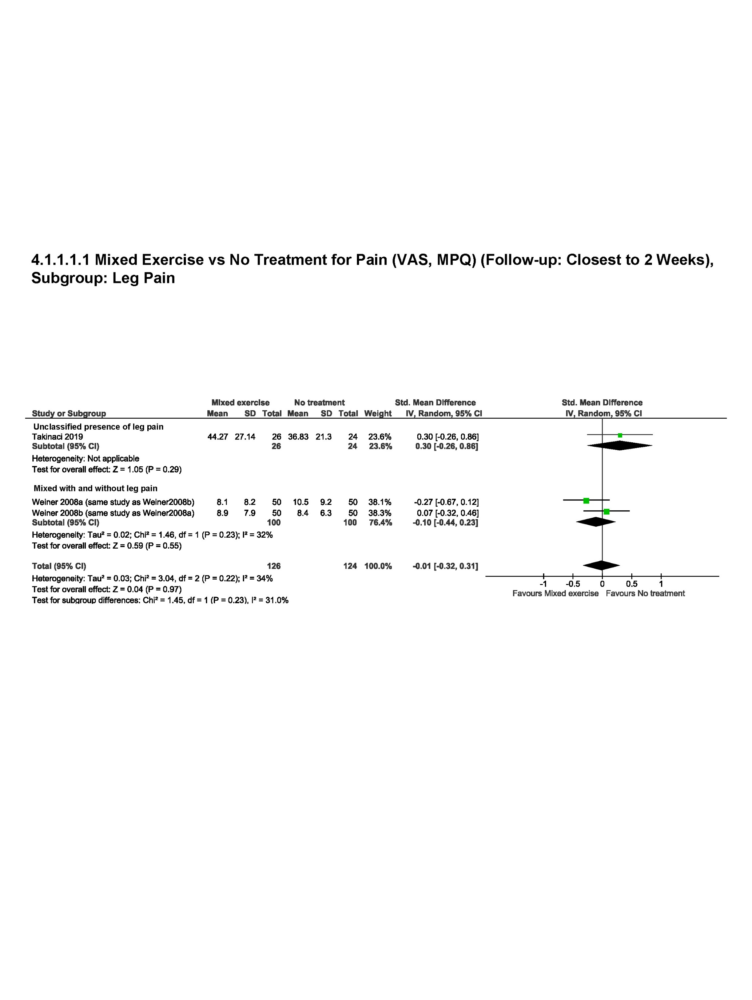 4.1.1.1.1 Mixed Exercise vs No Treatment for Pain (VAS, MPQ) (Follow-up: Closest to 2 Weeks),
Subgroup: Leg Pain
Mixed exercise No treatment Std. Mean Difference Std. Mean Difference
Study or Subgroup Mean SD Total Mean SD Total Weight IV, Random, 95% CI IV, Random, 95% CI
Unclassified presence of leg pain
Takinaci 2019 44.27 27.14 26 36.83 21.3 24 23.6% 0.30 [-0.26, 0.86]
Subtotal (95% CI) 26 24 23.6% 0.30 [-0.26, 0.86]
Heterogeneity: Not applicable
Test for overall effect: Z = 1.05 (P = 0.29)
Mixed with and without leg pain
Weiner 2008a (same study as Weiner2008b) 8.1 8.2 50 10.5 9.2 50 38.1% -0.27 [-0.67, 0.12]
Weiner 2008b (same study as Weiner2008a) 8.9 7.9 50 8.4 6.3 50 38.3% 0.07 [-0.32, 0.46]
Subtotal (95% CI) 100 100 76.4% -0.10 [-0.44, 0.23]
Heterogeneity: Tau² = 0.02; Chi² = 1.46, df = 1 (P = 0.23); I² = 32%
Test for overall effect: Z = 0.59 (P = 0.55)
Total (95% CI) 126 124 100.0% -0.01 [-0.32, 0.31]
Heterogeneity: Tau² = 0.03; Chi² = 3.04, df = 2 (P = 0.22); I² = 34%
Test for overall effect: Z = 0.04 (P = 0.97)
Test for subgroup differences: Chi² = 1.45, df = 1 (P = 0.23), I² = 31.0%
-1 -0.5 0 0.5 1
Favours Mixed exercise Favours No treatment